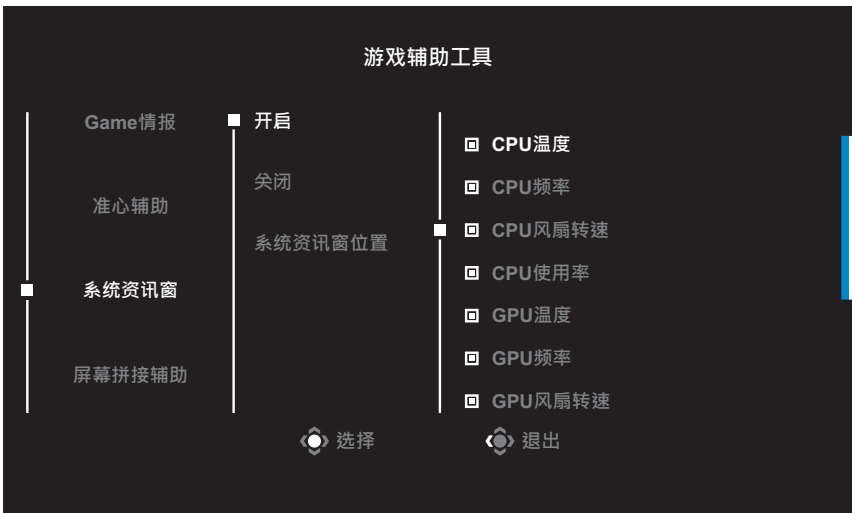 游戏辅助工具
Game情报
准心辅助
系统资讯窗
屏幕拼接辅助
开启
关闭
系统资讯窗位置
CPU温度
CPU频率
CPU风扇转速
CPU使用率
GPU温度
GPU频率
GPU风扇转速
选择
退出